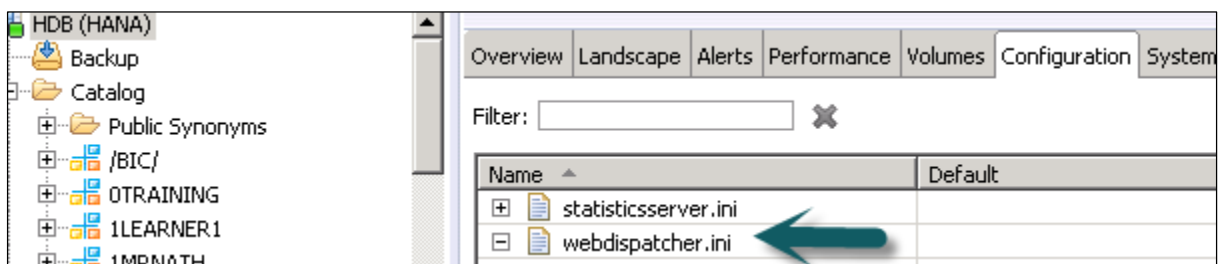 HDB (HANA)
Backup
Catalog
Public Synonyms
/BIC/
0TRAINING
1LEARNER1
1MRNATH
Overview Landscape Alerts Performance Volumes Configuration System
Filter:
Name Default
statisticsserver.ini
webdispatcher.ini